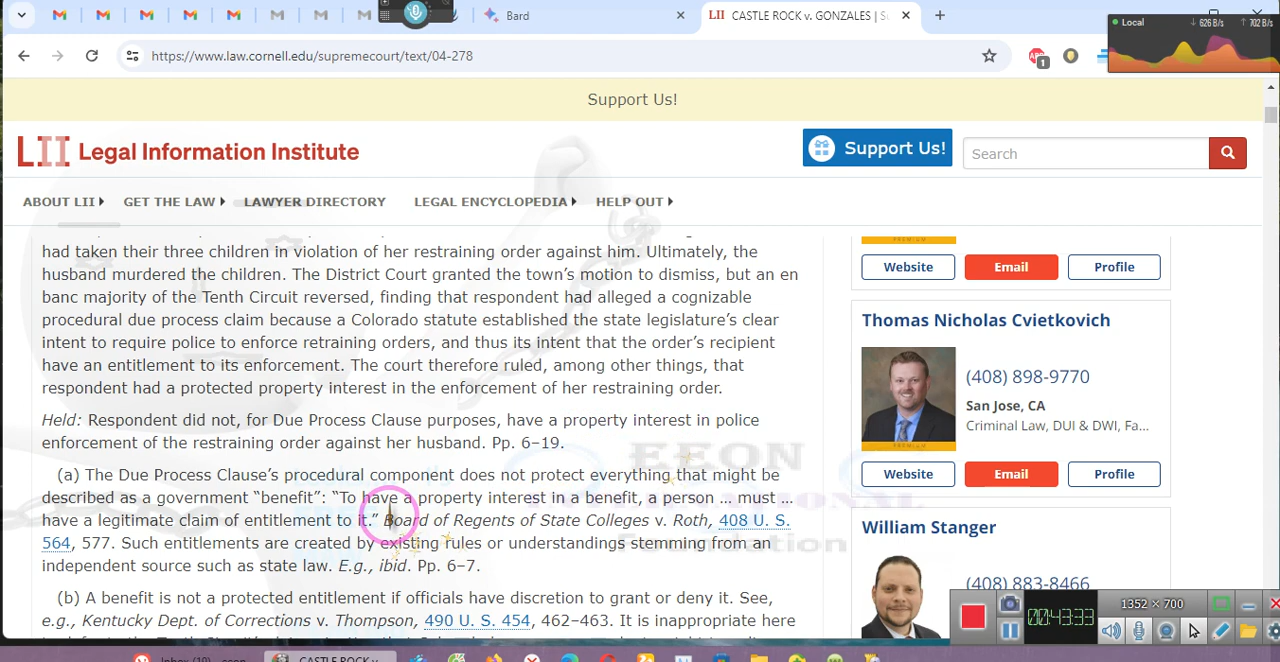 Bard
LII CASTLE ROCK v. GONZALES | S
Local
626 B/s
702 B/s
https://www.law.cornell.edu/supremecourt/text/04-278
1
Support Us!
LII Legal Information Institute
Support Us!
Search
ABOUT LII
GET THE LAW
LAWYER DIRECTORY
LEGAL ENCYCLOPEDIA
HELP OUT
had taken their three children in violation of her restraining order against him. Ultimately, the
husband murdered the children. The District Court granted the town’s motion to dismiss, but an en
banc majority of the Tenth Circuit reversed, finding that respondent had alleged a cognizable
procedural due process claim because a Colorado statute established the state legislature’s clear
intent to require police to enforce retraining orders, and thus its intent that the order’s recipient
have an entitlement to its enforcement. The court therefore ruled, among other things, that
respondent had a protected property interest in the enforcement of her restraining order.
Held: Respondent did not, for Due Process Clause purposes, have a property interest in police
enforcement of the restraining order against her husband. Pp. 6–19.
(a) The Due Process Clause’s procedural component does not protect everything that might be
described as a government “benefit”: “To have a property interest in a benefit, a person … must …
have a legitimate claim of entitlement to it.” Board of Regents of State Colleges v. Roth, 408 U. S.
564, 577. Such entitlements are created by existing rules or understandings stemming from an
independent source such as state law. E.g., ibid. Pp. 6–7.
(b) A benefit is not a protected entitlement if officials have discretion to grant or deny it. See,
e.g., Kentucky Dept. of Corrections v. Thompson, 490 U. S. 454, 462–463. It is inappropriate here
EEON
INTERNATIONAL
Foundation
PREMIUM
Website
Email
Profile
Thomas Nicholas Cvietkovich
(408) 898-9770
San Jose, CA
Criminal Law, DUI & DWI, Fa...
PREMIUM
Website
Email
Profile
William Stanger
(408) 883-8466
1352 × 700
00:43:33
CASTLE ROCK v.